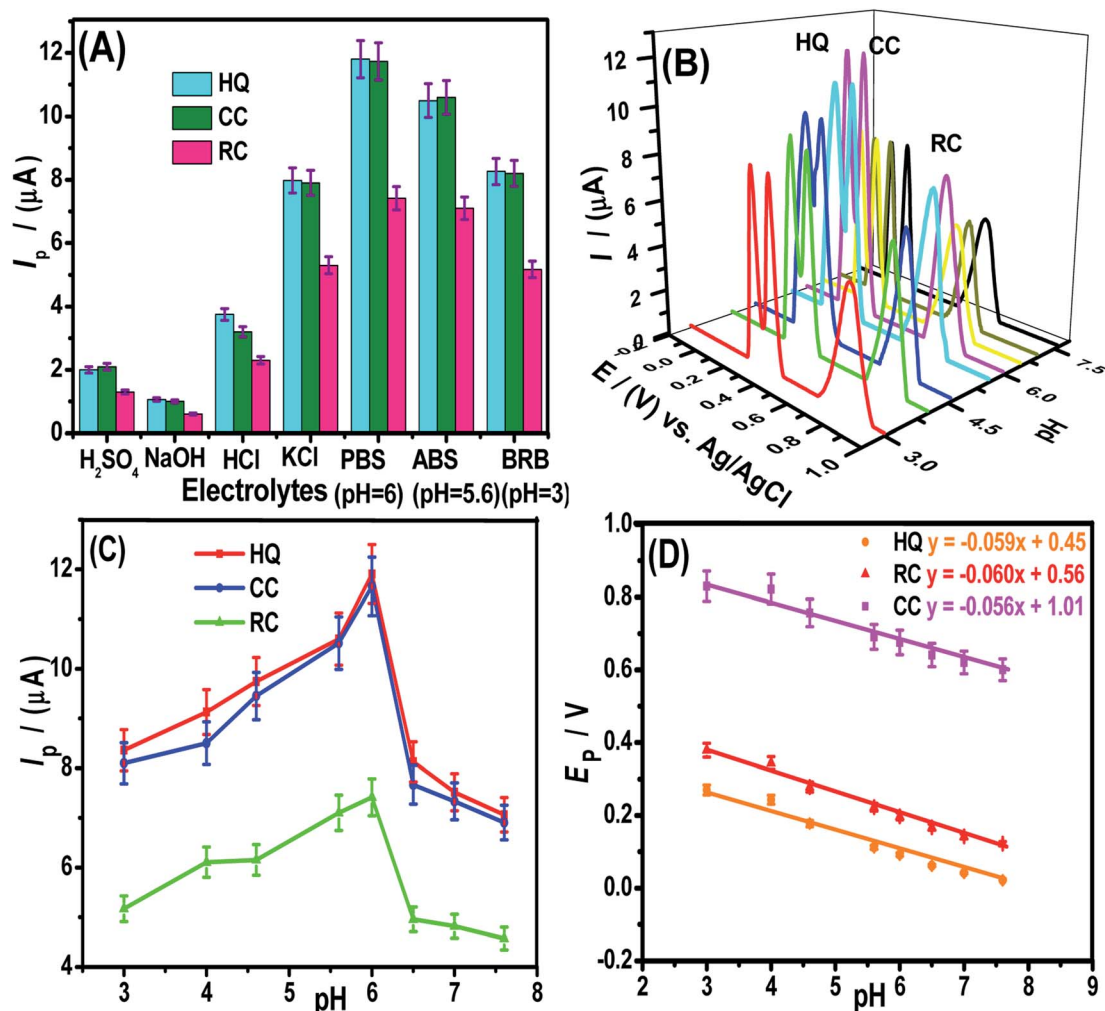 (A)
HQ
CC
RC
I_p / (μA)
12
10
8
6
4
2
0
H₂SO₄ NaOH HCl KCl PBS ABS BRB
Electrolytes (pH=6) (pH=5.6) (pH=3)
(B)
HQ CC
RC
I / (μA)
12
10
8
6
4
2
0
-0.2
0.0
0.2
0.4
0.6
0.8
1.0
E / (V) vs. Ag/AgCl
3.0
4.5
6.0
7.5
pH
(C)
HQ
CC
RC
I_p / (μA)
12
10
8
6
4
3 4 5 6 7 8
pH
(D)
HQ y = -0.059x + 0.45
RC y = -0.060x + 0.56
CC y = -0.056x + 1.01
E_P / V
1.0
0.8
0.6
0.4
0.2
0.0
-0.2
2 3 4 5 6 7 8 9
pH